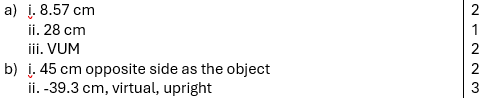 a) i. 8.57 cm 2
ii. 28 cm 1
iii. VUM 2
b) i. 45 cm opposite side as the object 2
ii. -39.3 cm, virtual, upright 3